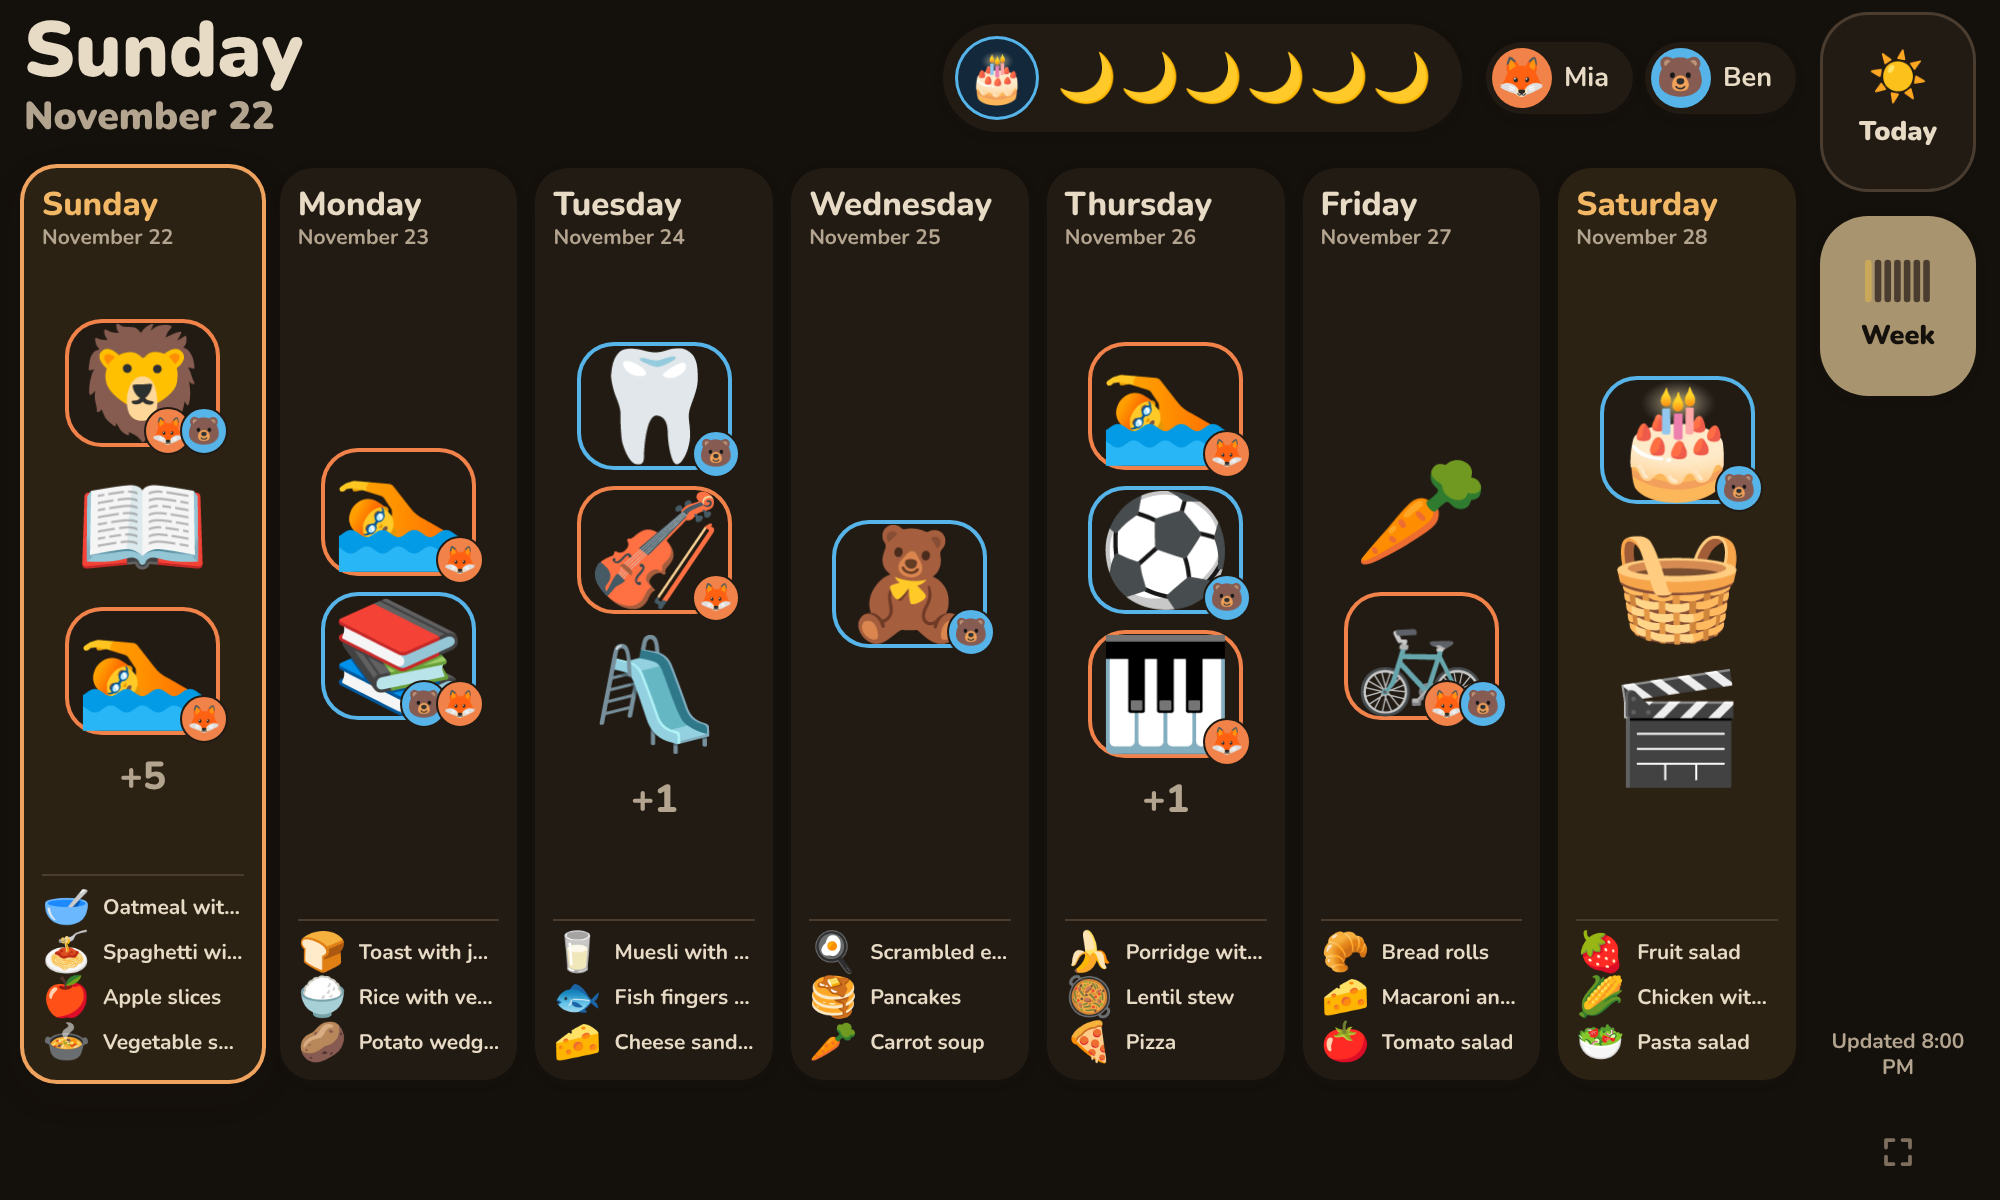 Sunday
November 22
Mia
Ben
Today
Week
Sunday
November 22
+5
Oatmeal wit...
Spaghetti wi...
Apple slices
Vegetable s...
Monday
November 23
Toast with j...
Rice with ve...
Potato wedg...
Tuesday
November 24
+1
Muesli with ...
Fish fingers ...
Cheese sand...
Wednesday
November 25
Scrambled e...
Pancakes
Carrot soup
Thursday
November 26
+1
Porridge wit...
Lentil stew
Pizza
Friday
November 27
Bread rolls
Macaroni an...
Tomato salad
Saturday
November 28
Fruit salad
Chicken wit...
Pasta salad
Updated 8:00
PM